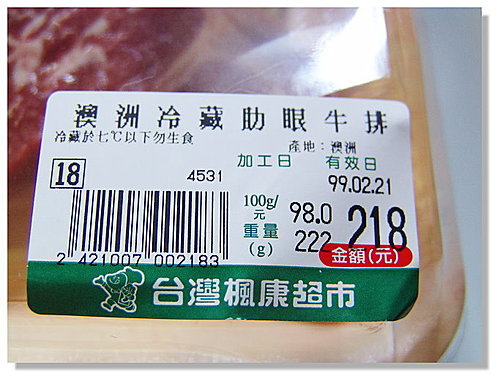 澳洲冷藏肋眼牛排
冷藏於七℃以下勿生食
產地：澳洲
加工日 有效日
99.02.21
18
4531
100g/元 98.0
重量(g) 222
218
金額(元)
2 421007 002183
台灣楓康超市